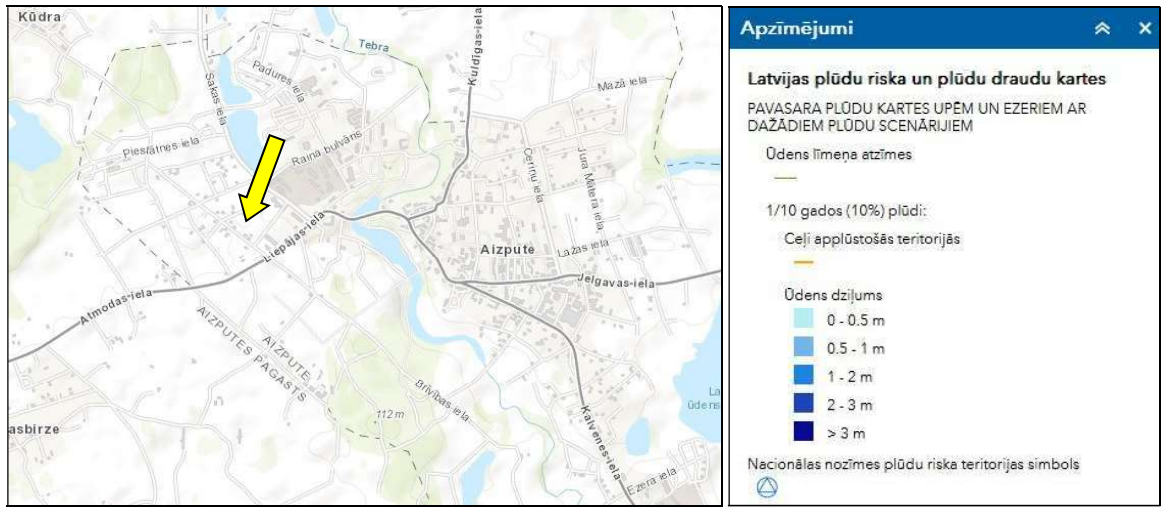 Kūdra
Tebra
Kuldīgas-iela
Padures iela
Mazā iela
Sakas iela
Raiņa bulvāris
Ceriņu iela
Jura Mātera iela
Liepājas-iela
Aizpute
Lažas iela
Jelgavas-iela
Atmodas-iela
AIZPUTES PAGASTS
AIZPUTE
Brīvības iela
112 m
Kalvenes-iela
La
ūdens
asbirze
Ezera iela
Apzīmējumi
Latvijas plūdu riska un plūdu draudu kartes
PAVASARA PLŪDU KARTES UPĒM UN EZERIEM AR
DAŽĀDIEM PLŪDU SCENĀRIJIEM
Ūdens līmeņa atzīmes
1/10 gados (10%) plūdi:
Ceļi applūstošās teritorijās
Ūdens dziļums
0 - 0.5 m
0.5 - 1 m
1 - 2 m
2 - 3 m
> 3 m
Nacionālas nozīmes plūdu riska teritorijas simbols